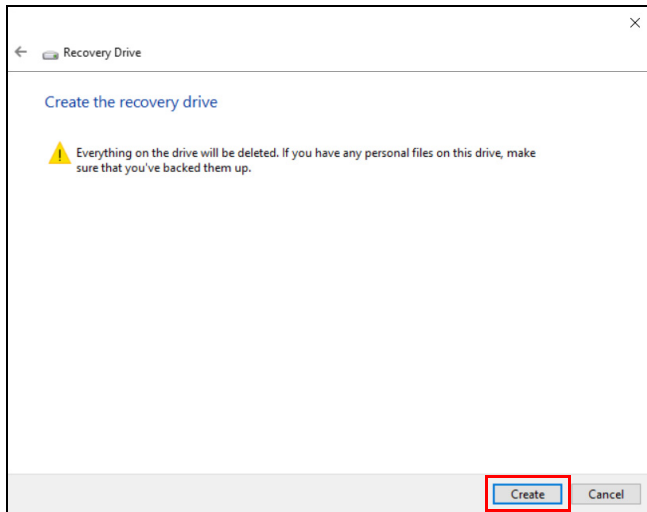 Recovery Drive
Create the recovery drive
Everything on the drive will be deleted. If you have any personal files on this drive, make
sure that you've backed them up.
Create Cancel